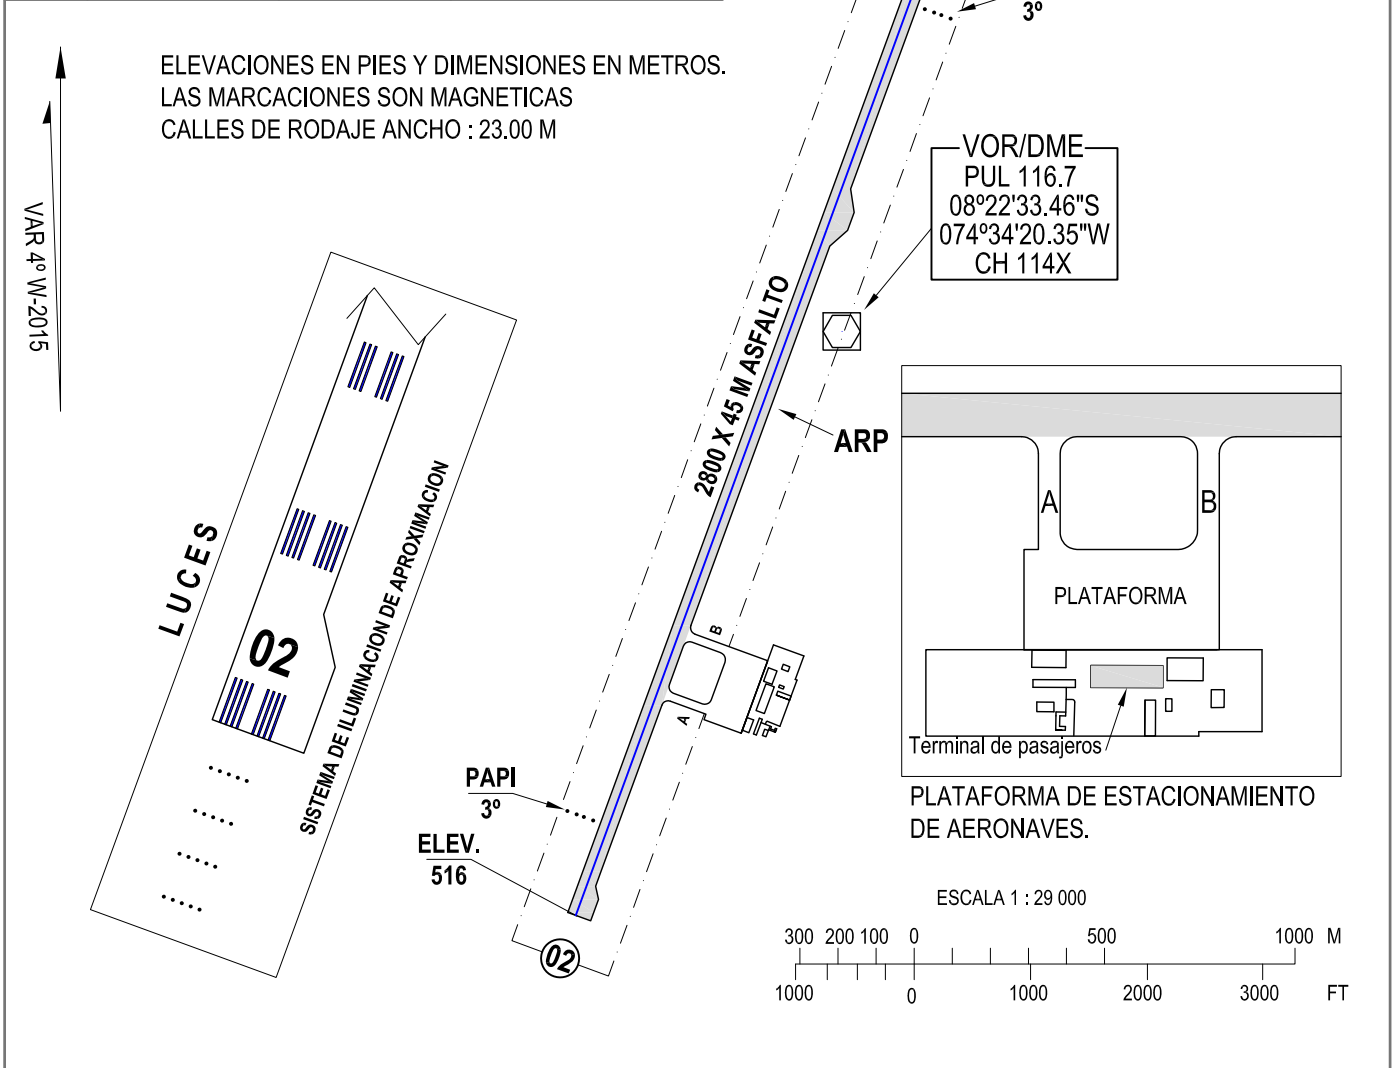 3º
ELEVACIONES EN PIES Y DIMENSIONES EN METROS.
LAS MARCACIONES SON MAGNETICAS
CALLES DE RODAJE ANCHO : 23.00 M
VAR 4º W-2015
VOR/DME
PUL 116.7
08º22'33.46"S
074º34'20.35"W
CH 114X
2800 X 45 M ASFALTO
ARP
LUCES
02
SISTEMA DE ILUMINACION DE APROXIMACION
A
B
PLATAFORMA
Terminal de pasajeros
PLATAFORMA DE ESTACIONAMIENTO
DE AERONAVES.
B
A
PAPI
3º
ELEV.
516
02
ESCALA 1 : 29 000
300 200 100 0 500 1000 M
1000 0 1000 2000 3000 FT